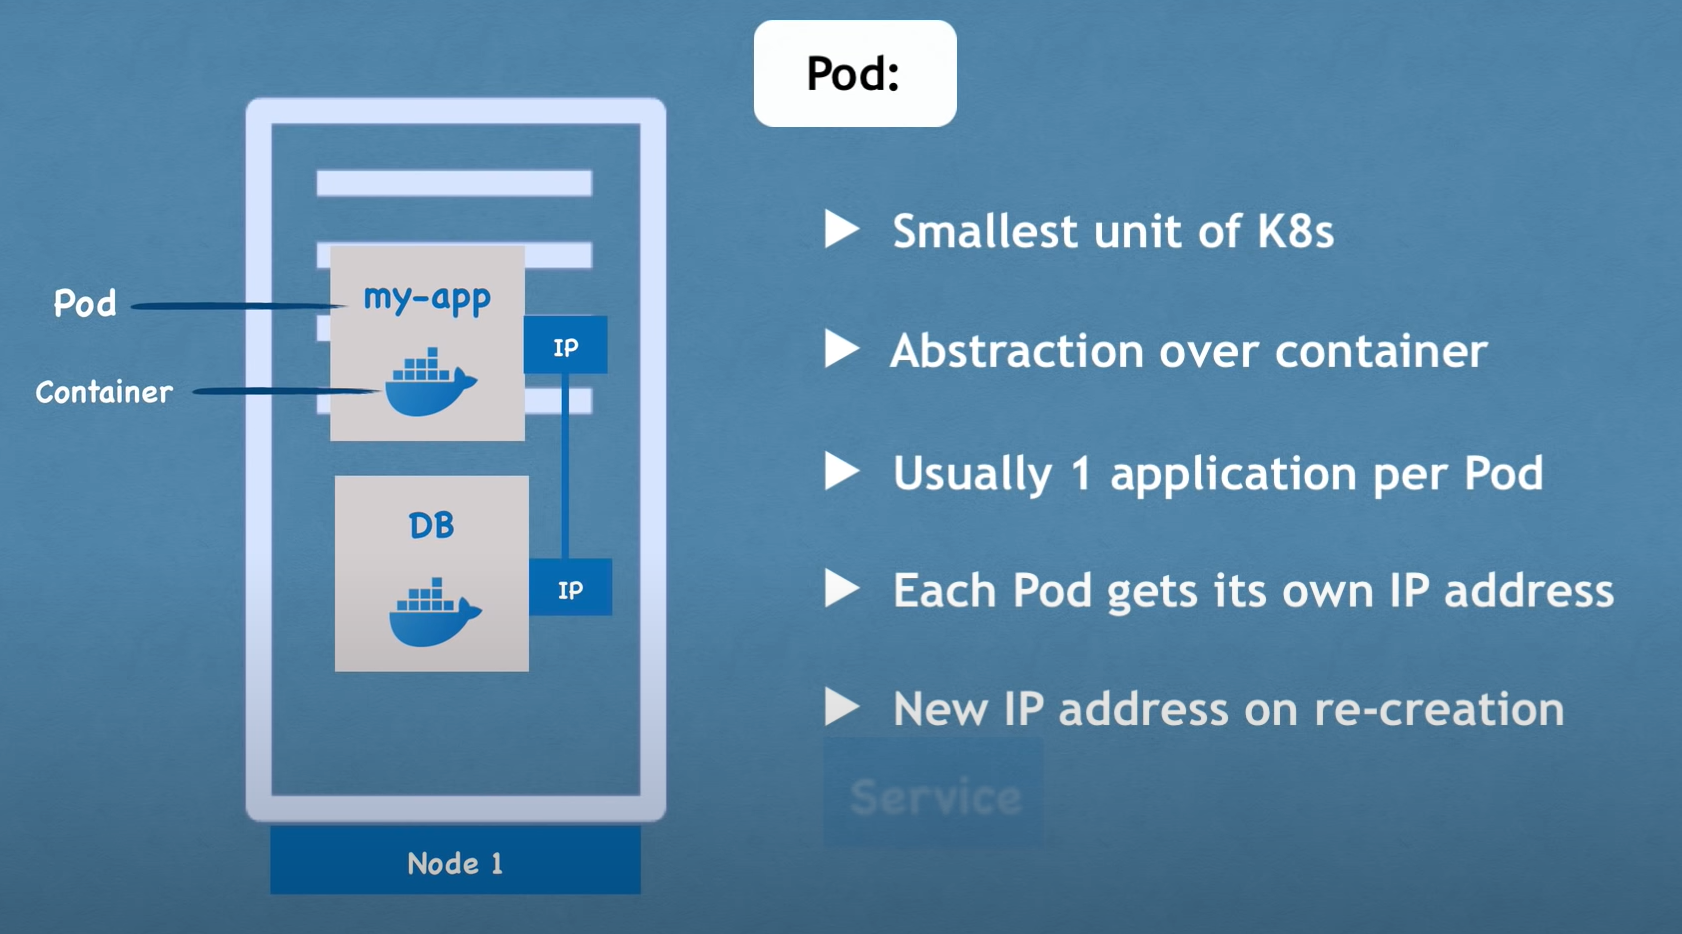 Pod:
Smallest unit of K8s
Abstraction over container
Usually 1 application per Pod
Each Pod gets its own IP address
New IP address on re-creation
Service
Pod
my-app
IP
Container
DB
IP
Node 1